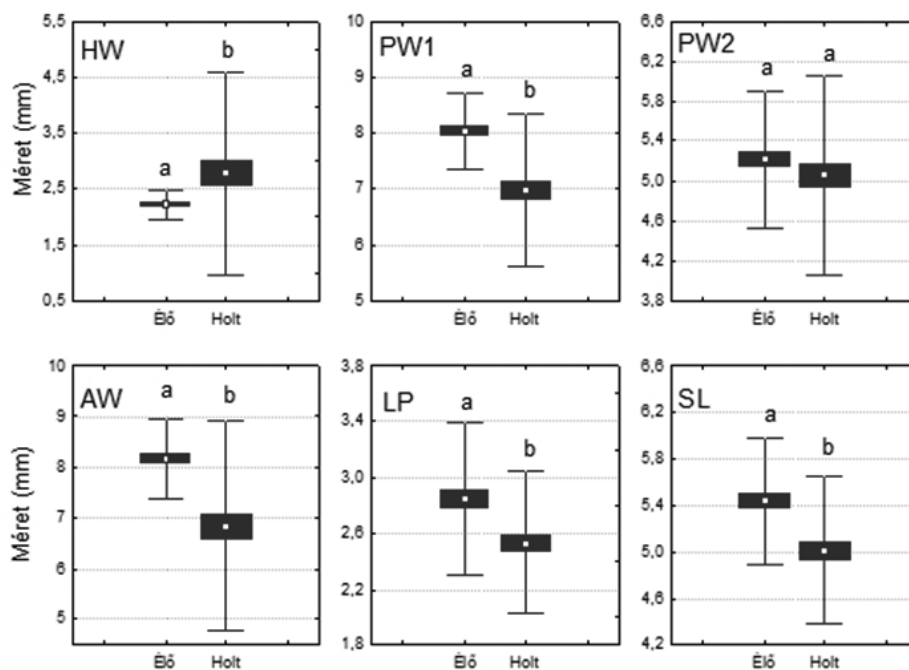 HW
Méret (mm)
5,5
4,5
3,5
2,5
1,5
0,5
a
b
Élő
Holt
PW1
10
9
8
7
6
5
a
b
Élő
Holt
PW2
6,6
6,2
5,8
5,4
5,0
4,6
4,2
3,8
a
a
Élő
Holt
AW
Méret (mm)
10
9
8
7
6
5
a
b
Élő
Holt
LP
3,8
3,4
3,0
2,6
2,2
1,8
a
b
Élő
Holt
SL
6,6
6,2
5,8
5,4
5,0
4,6
4,2
a
b
Élő
Holt